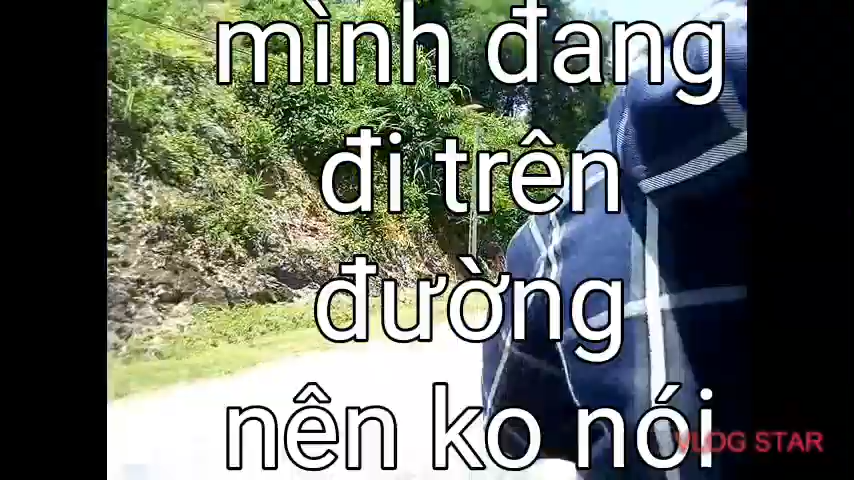 mình đang
đi trên
đường
nên ko nói
VLOG STAR